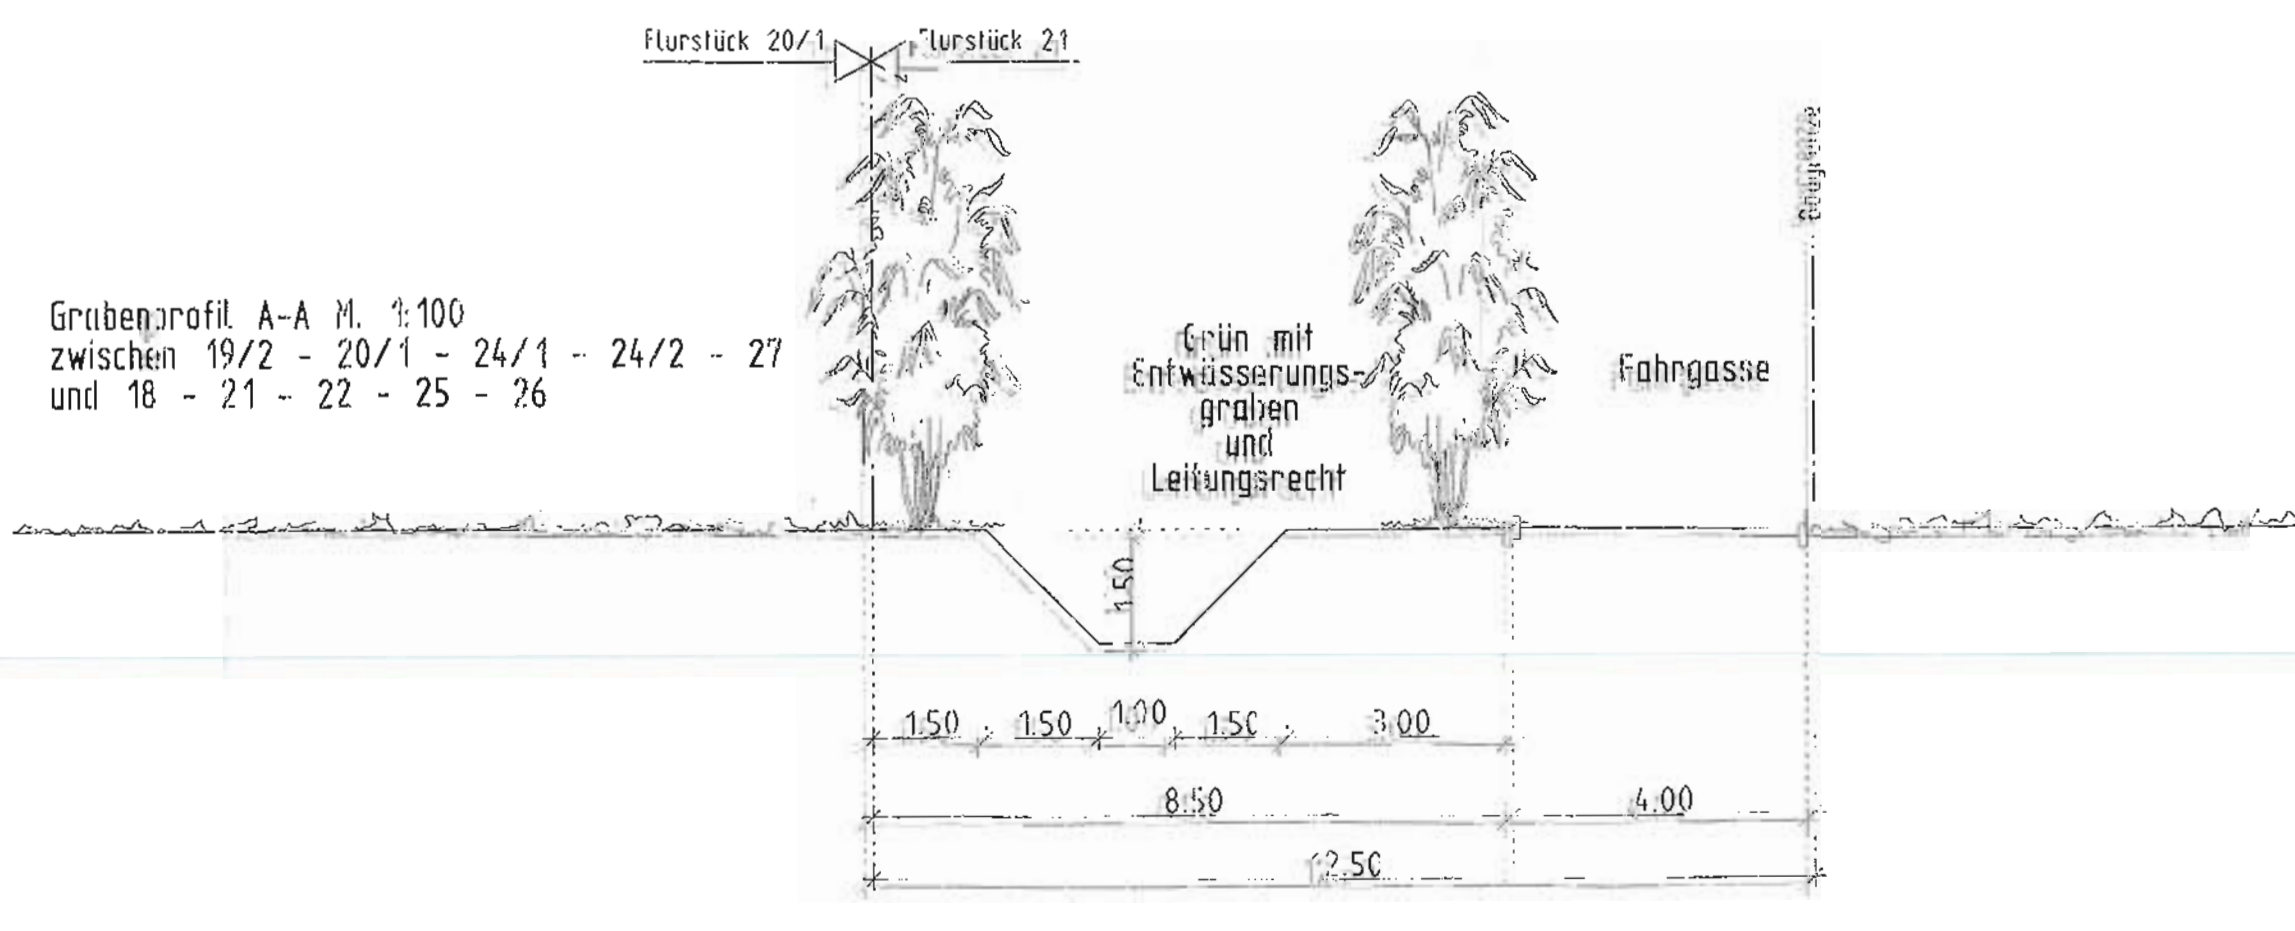 Flurstück 20/1
Flurstück 21
Baugrenze
Grabenprofil A-A M. 1:100
zwischen 19/2 - 20/1 - 24/1 - 24/2 - 27
und 18 - 21 - 22 - 25 - 26
Grün mit
Entwässerungs-
graben
und
Leitungsrecht
Fahrgasse
1.50
1.50 1.50 1.00 1.50 3.00
8.50 4.00
12.50